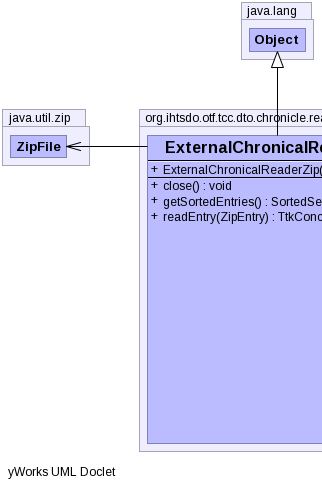 java.lang
Object
java.util.zip
ZipFile
org.ihtsdo.otf.tcc.dto.chronicle.rea
ExternalChronicalRe
+ ExternalChronicalReaderZip(
+ close() : void
+ getSortedEntries() : SortedSe
+ readEntry(ZipEntry) : TtkConc
yWorks UML Doclet